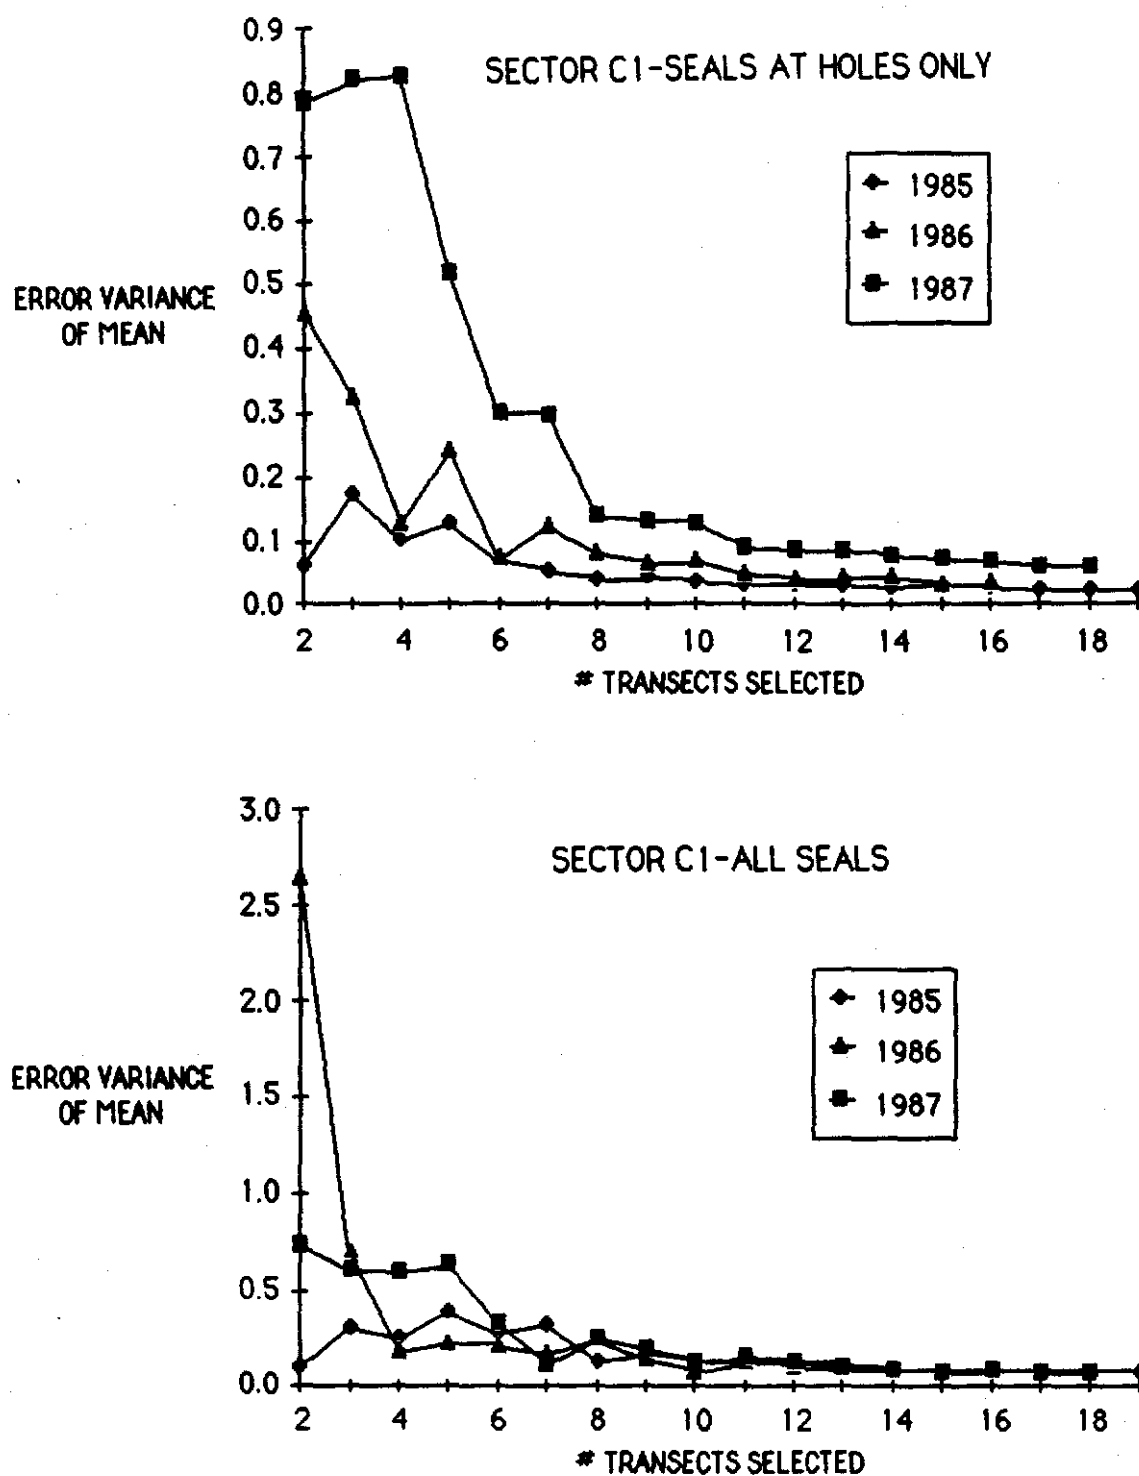 SECTOR C1-SEALS AT HOLES ONLY
0.9
0.8
0.7
0.6
0.5
0.4
0.3
0.2
0.1
0.0
ERROR VARIANCE
OF MEAN
1985
1986
1987
2 4 6 8 10 12 14 16 18
# TRANSECTS SELECTED
SECTOR C1-ALL SEALS
3.0
2.5
2.0
1.5
1.0
0.5
0.0
ERROR VARIANCE
OF MEAN
1985
1986
1987
2 4 6 8 10 12 14 16 18
# TRANSECTS SELECTED